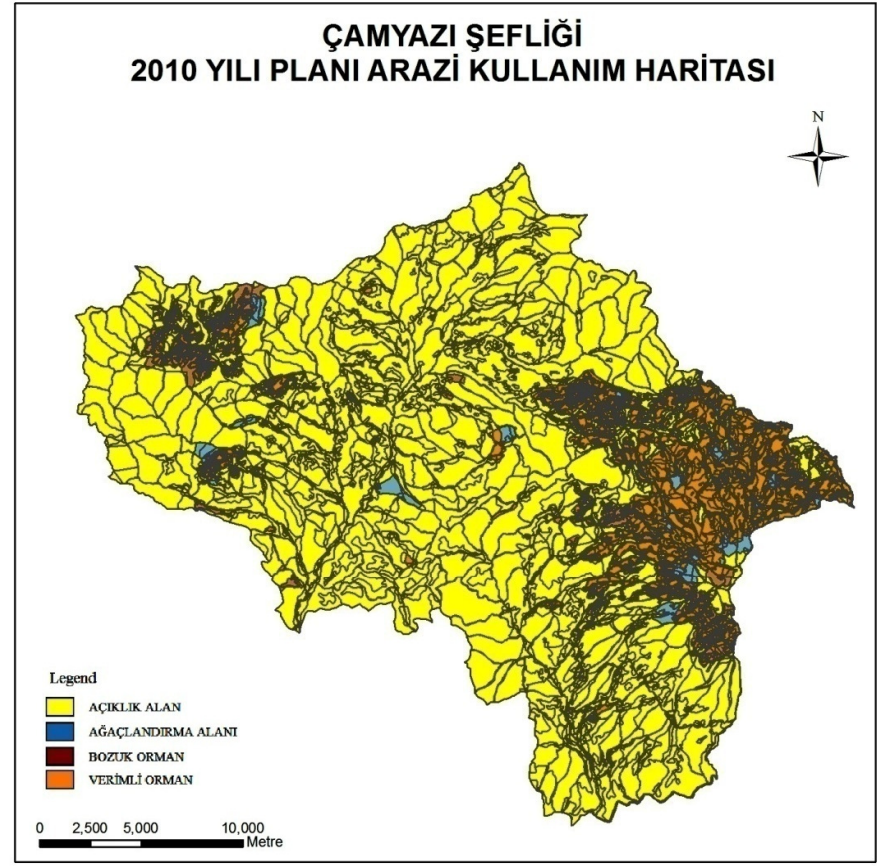 ÇAMYAZI ŞEFLİĞİ
2010 YILI PLANI ARAZİ KULLANIM HARİTASI
N
Legend
AÇIKLIK ALAN
AĞAÇLANDIRMA ALANI
BOZUK ORMAN
VERİMLİ ORMAN
0 2,500 5,000 10,000
Metre